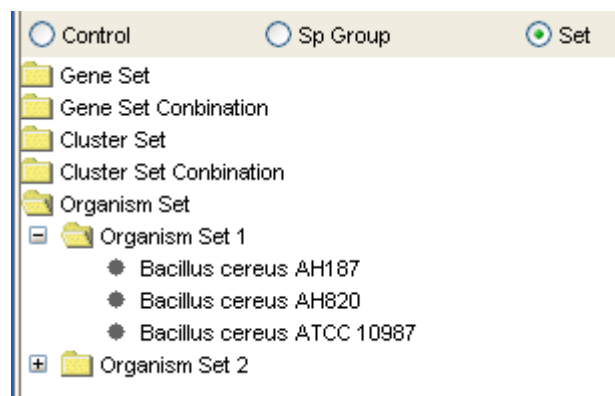 Control Sp Group Set
Gene Set
Gene Set Conbination
Cluster Set
Cluster Set Conbination
Organism Set
Organism Set 1
Bacillus cereus AH187
Bacillus cereus AH820
Bacillus cereus ATCC 10987
Organism Set 2